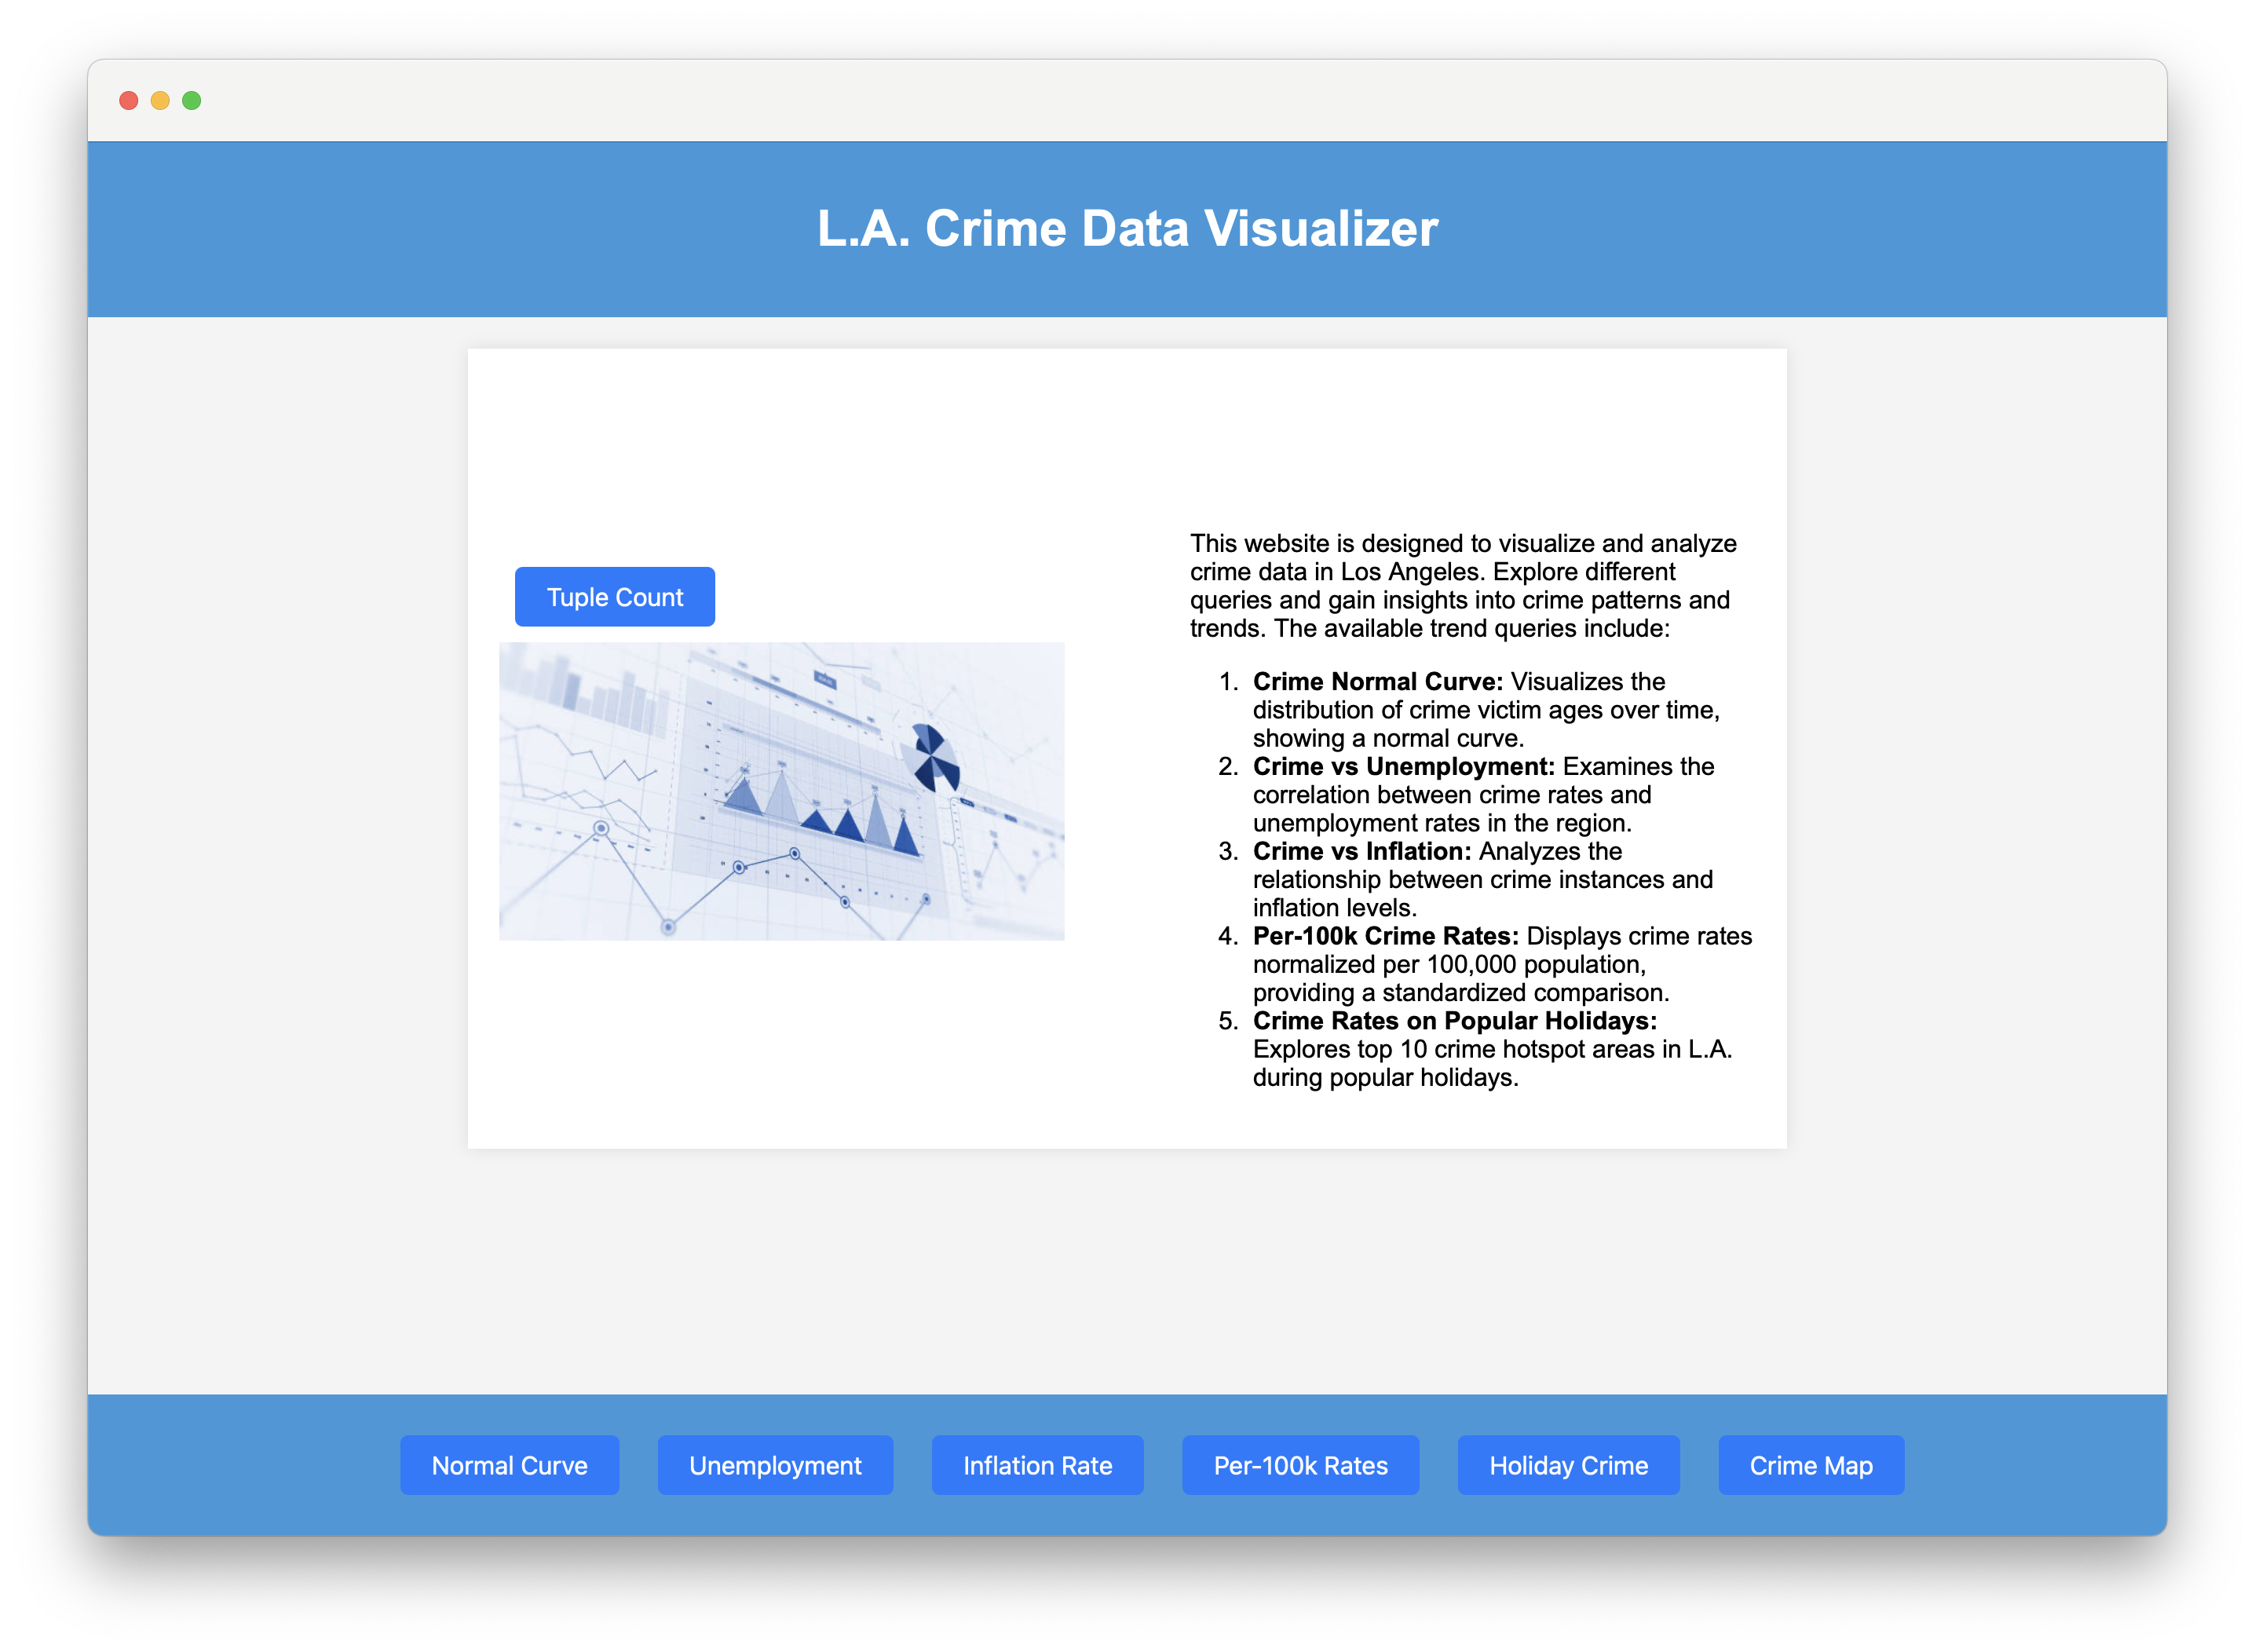 L.A. Crime Data Visualizer
Tuple Count
This website is designed to visualize and analyze
crime data in Los Angeles. Explore different
queries and gain insights into crime patterns and
trends. The available trend queries include:
1. Crime Normal Curve: Visualizes the
distribution of crime victim ages over time,
showing a normal curve.
2. Crime vs Unemployment: Examines the
correlation between crime rates and
unemployment rates in the region.
3. Crime vs Inflation: Analyzes the
relationship between crime instances and
inflation levels.
4. Per-100k Crime Rates: Displays crime rates
normalized per 100,000 population,
providing a standardized comparison.
5. Crime Rates on Popular Holidays:
Explores top 10 crime hotspot areas in L.A.
during popular holidays.
Normal Curve
Unemployment
Inflation Rate
Per-100k Rates
Holiday Crime
Crime Map